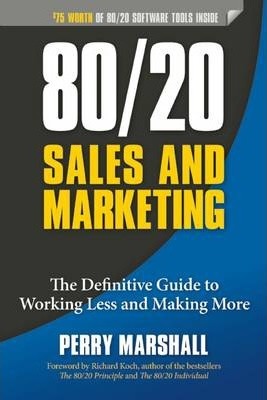 $75 WORTH OF 80/20 SOFTWARE TOOLS INSIDE
80/20
SALES AND
MARKETING
The Definitive Guide to
Working Less and Making More
PERRY MARSHALL
Foreword by Richard Koch, author of the bestsellers
The 80/20 Principle and The 80/20 Individual